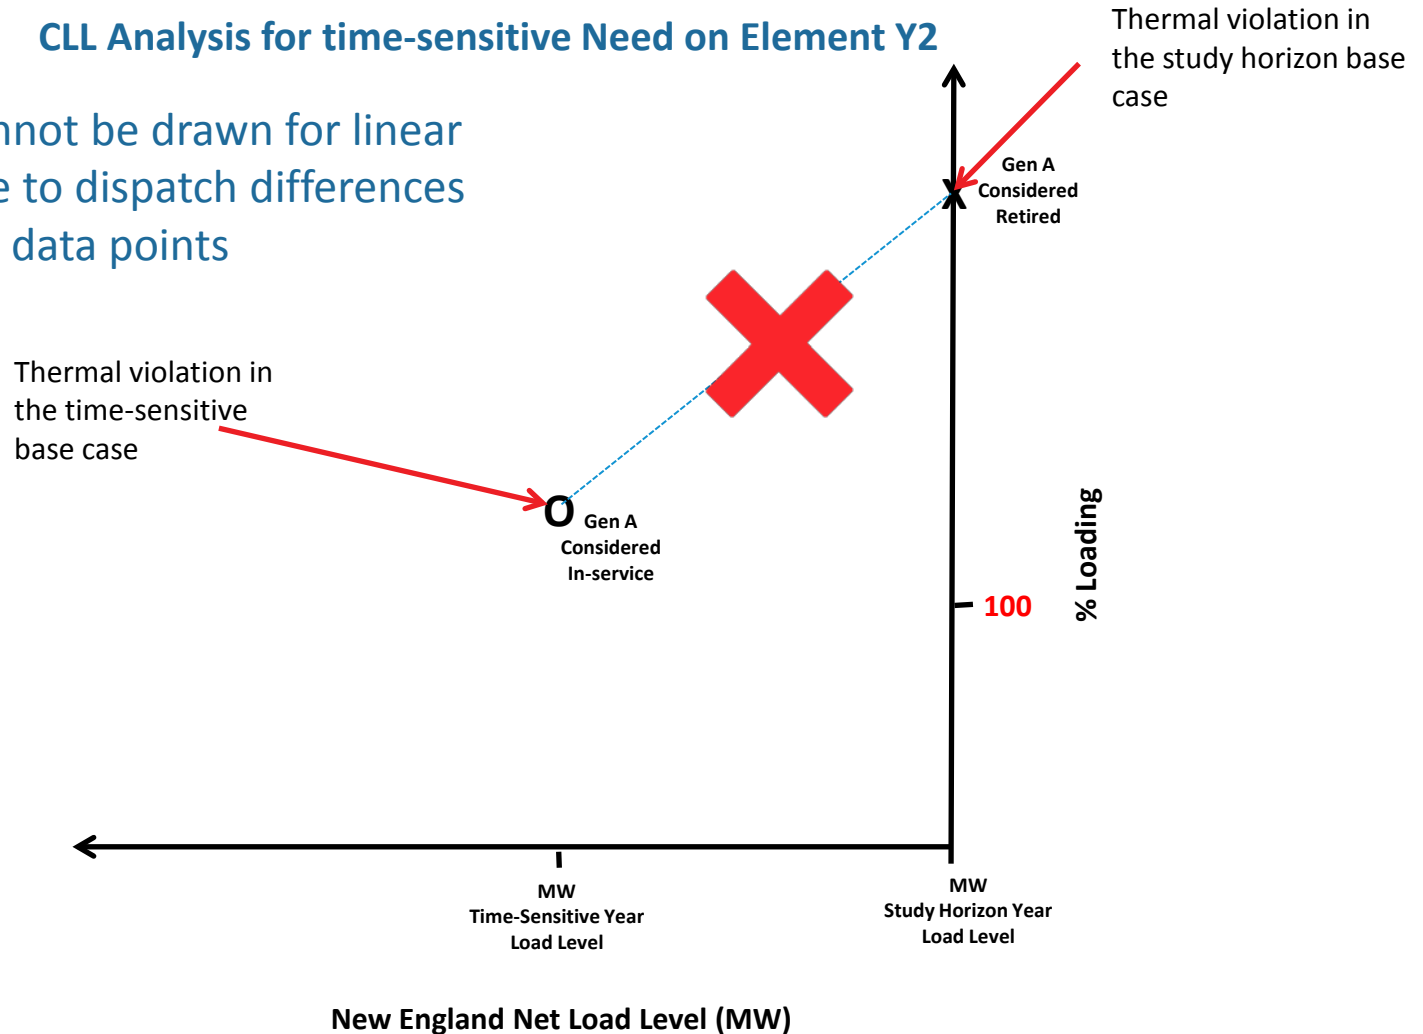 CLL Analysis for time-sensitive Need on Element Y2
Thermal violation in
the study horizon base
case
be drawn for linear
to dispatch differences
data points
Gen A
Considered
Retired
X
Thermal violation in
the time-sensitive
base case
O
Gen A
Considered
In-service
% Loading
100
MW
Time-Sensitive Year
Load Level
MW
Study Horizon Year
Load Level
New England Net Load Level (MW)